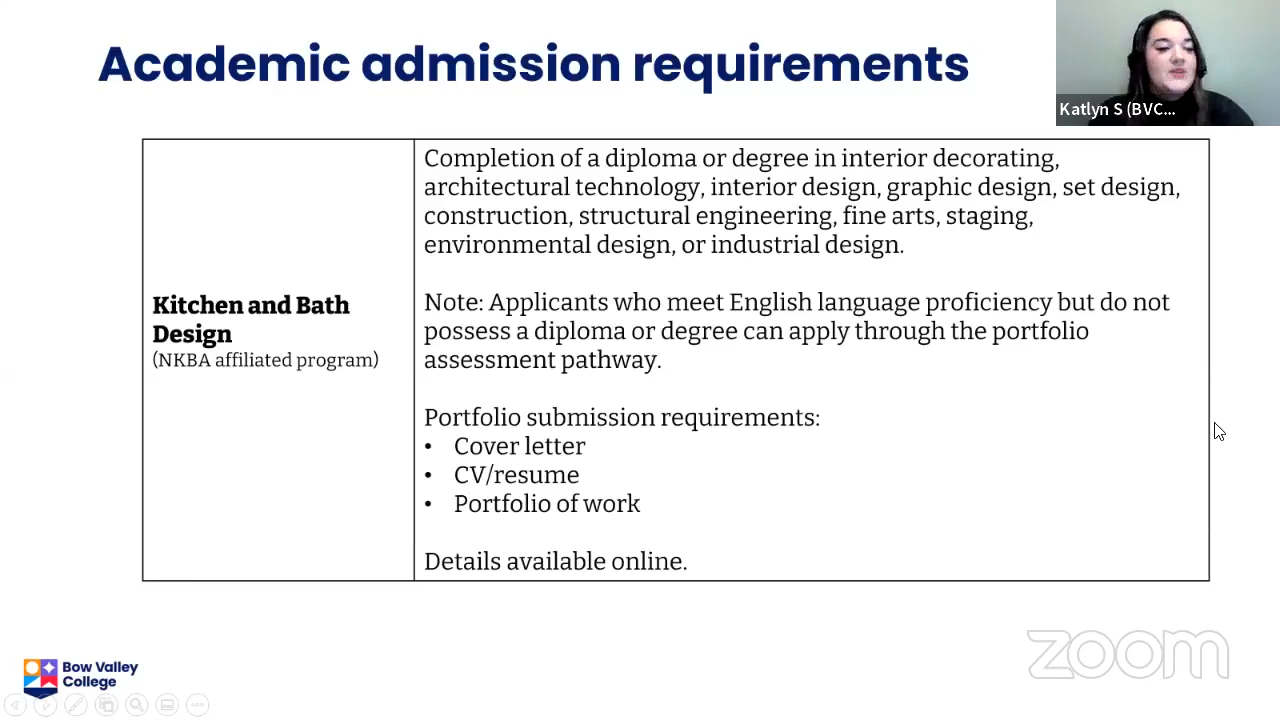 Academic admission requirements
Katlyn S (BVC...
Completion of a diploma or degree in interior decorating,
architectural technology, interior design, graphic design, set design,
construction, structural engineering, fine arts, staging,
environmental design, or industrial design.
Kitchen and Bath
Design
(NKBA affiliated program)
Note: Applicants who meet English language proficiency but do not
possess a diploma or degree can apply through the portfolio
assessment pathway.
Portfolio submission requirements:
• Cover letter
• CV/resume
• Portfolio of work
Details available online.
Bow Valley
College
zoom